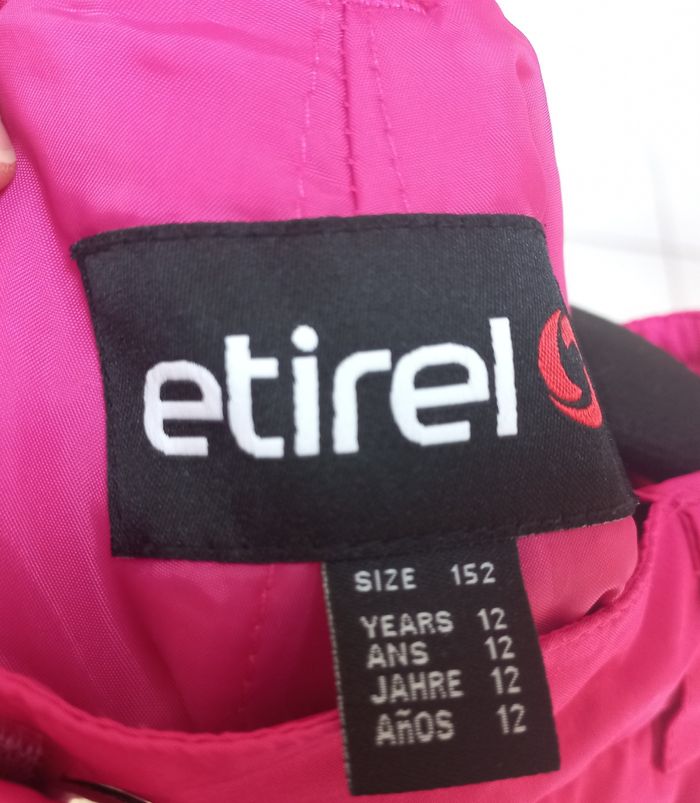 etirel
SIZE 152
YEARS 12
ANS 12
JAHRE 12
AñOS 12